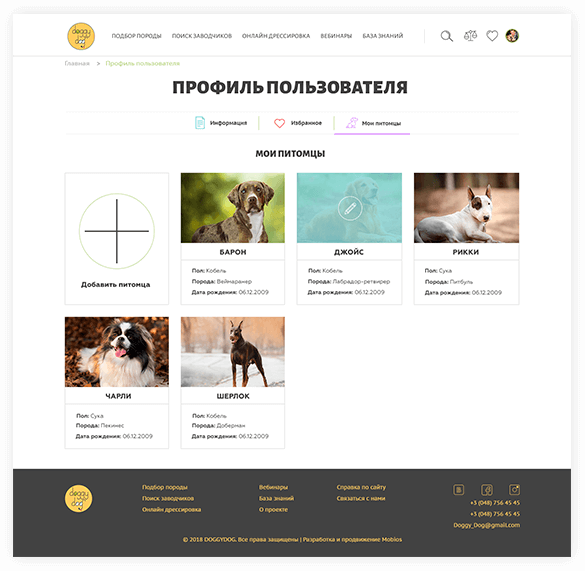 doggy dog
ПОДБОР ПОРОДЫ ПОИСК ЗАВОДЧИКОВ ОНЛАЙН ДРЕССИРОВКА ВЕБИНАРЫ БАЗА ЗНАНИЙ
Главная » Профиль пользователя
ПРОФИЛЬ ПОЛЬЗОВАТЕЛЯ
Информация Избранное Мои питомцы
МОИ ПИТОМЦЫ
Добавить питомца
БАРОН
Пол: Кобель
Порода: Веймаранер
Дата рождения: 06.12.2009
ДЖОЙС
Пол: Кобель
Порода: Лабрадор-ретвирер
Дата рождения: 06.12.2009
РИККИ
Пол: Сука
Порода: Питбуль
Дата рождения: 06.12.2009
ЧАРЛИ
Пол: Сука
Порода: Пекинес
Дата рождения: 06.12.2009
ШЕРЛОК
Пол: Кобель
Порода: Доберман
Дата рождения: 06.12.2009
doggy dog
Подбор породы
Поиск заводчиков
Онлайн дрессировка
Вебинары
База знаний
О проекте
Справка по сайту
Связаться с нами
+3 (048) 756 45 45
+3 (048) 756 45 45
Doggy_Dog@gmail.com
© 2018 DOGGYDOG. Все права защищены | Разработка и продвижение Mobios